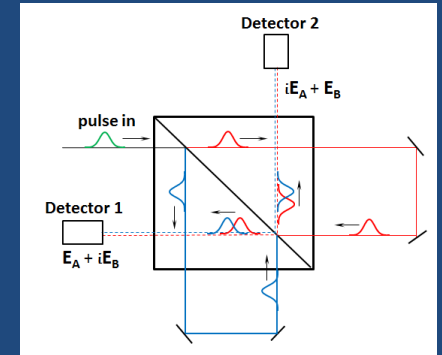 Detector 2
iE_A + E_B
pulse in
Detector 1
E_A + iE_B